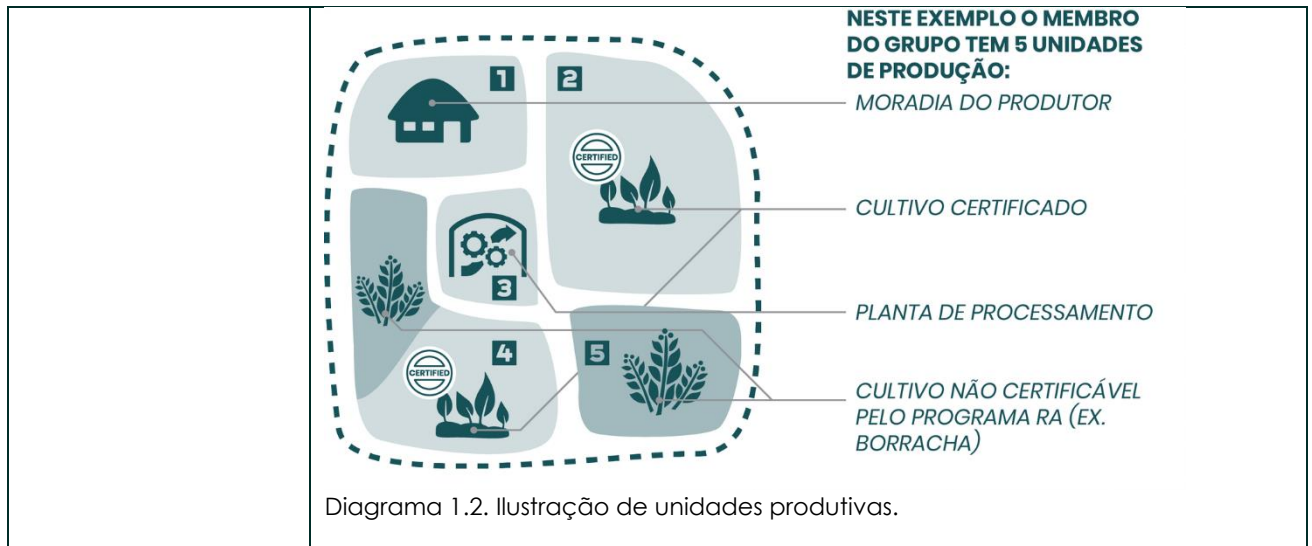 NESTE EXEMPLO O MEMBRO
DO GRUPO TEM 5 UNIDADES
DE PRODUÇÃO:
1
2
MORADIA DO PRODUTOR
CERTIFIED
CULTIVO CERTIFICADO
3
PLANTA DE PROCESSAMENTO
4
5
CERTIFIED
CULTIVO NÃO CERTIFICÁVEL
PELO PROGRAMA RA (EX.
BORRACHA)
Diagrama 1.2. Ilustração de unidades produtivas.